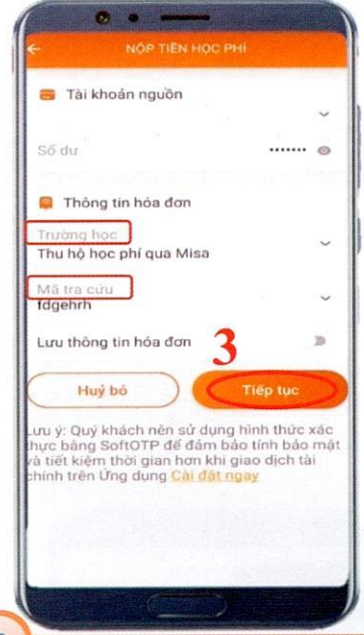 NỘP TIỀN HỌC PHÍ
Tài khoản nguồn
Số dư
Thông tin hóa đơn
Trường học
Thu hộ học phí qua Misa
Mã tra cứu
fdgehrh
Lưu thông tin hóa đơn
3
Huỷ bỏ
Tiếp tục
Lưu ý: Quý khách nên sử dụng hình thức xác
thực bằng SoftOTP để đảm bảo tính bảo mật
và tiết kiệm thời gian hơn khi giao dịch tài
chính trên Ứng dụng Cài đặt ngay